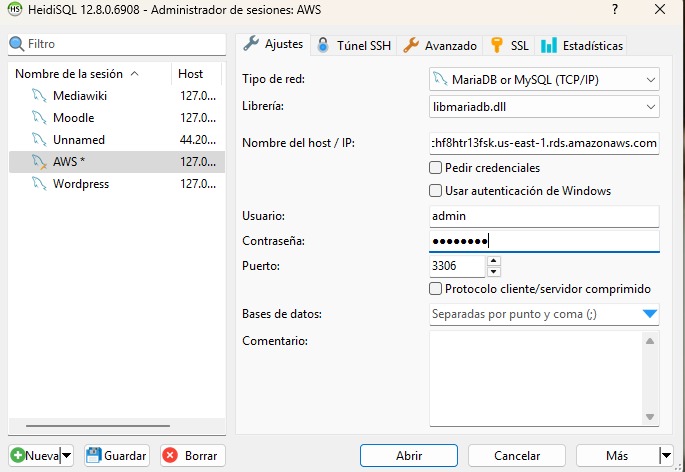 HeidiSQL 12.8.0.6908 - Administrador de sesiones: AWS
Filtro
Nombre de la sesión Host
Mediawiki 127.0...
Moodle 127.0...
Unnamed 44.20...
AWS * 127.0...
Wordpress 127.0...
Nueva Guardar Borrar
Ajustes Túnel SSH Avanzado SSL Estadísticas
Tipo de red: MariaDB or MySQL (TCP/IP)
Librería: libmariadb.dll
Nombre del host / IP: :hf8htr13fsk.us-east-1.rds.amazonaws.com
Pedir credenciales
Usar autenticación de Windows
Usuario: admin
Contraseña: ●●●●●●●●
Puerto: 3306
Protocolo cliente/servidor comprimido
Bases de datos: Separadas por punto y coma (;)
Comentario:
Abrir Cancelar Más